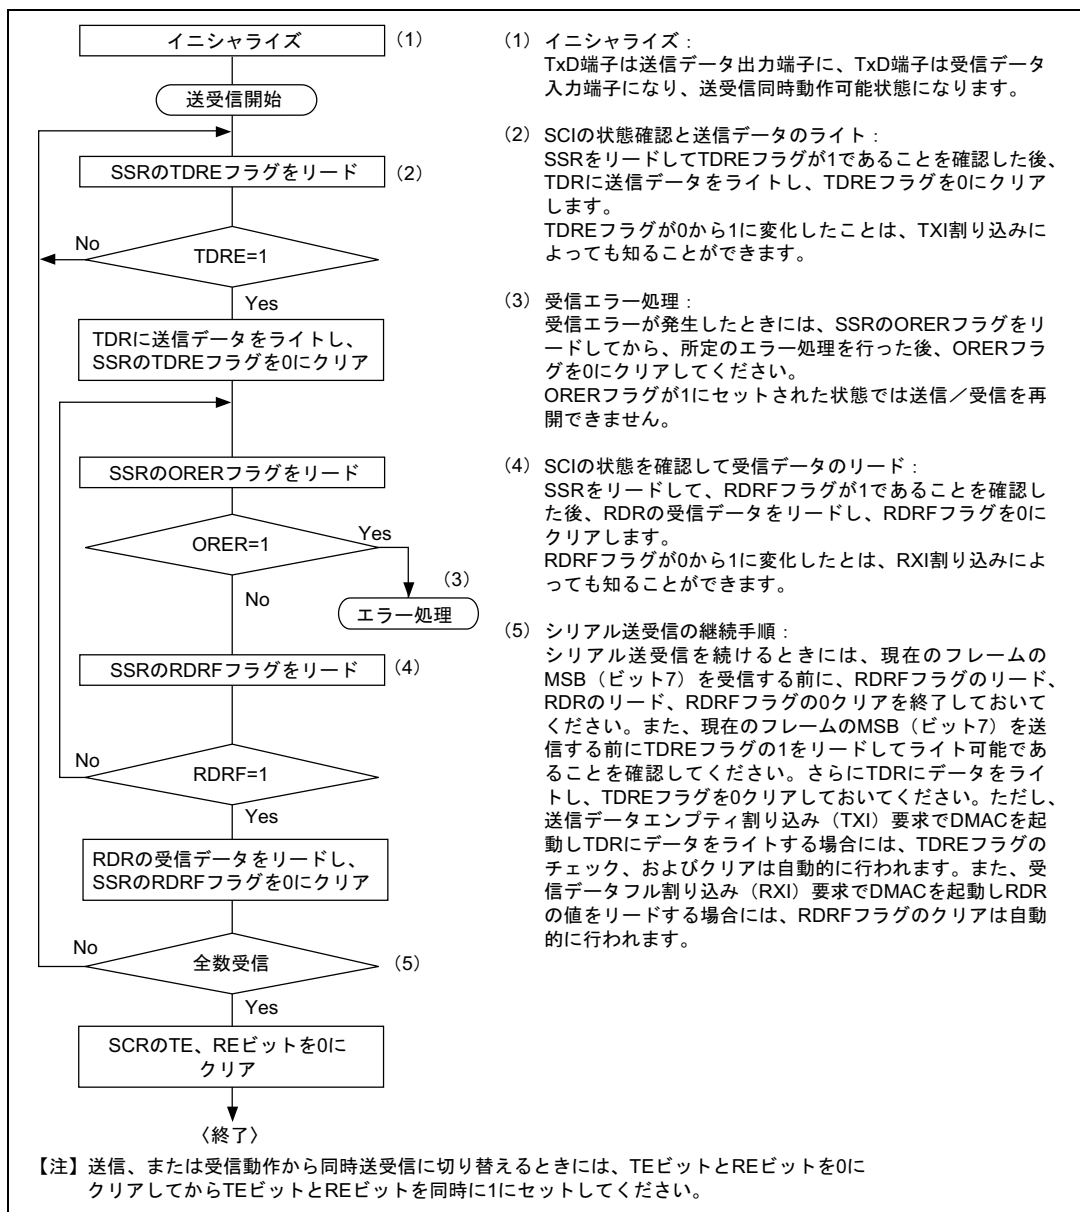 イニシャライズ (1)
送受信開始
SSRのTDREフラグをリード (2)
No
TDRE=1
Yes
TDRに送信データをライトし、
SSRのTDREフラグを0にクリア
SSRのORERフラグをリード
Yes
ORER=1
(3)
No
エラー処理
SSRのRDRFフラグをリード (4)
No
RDRF=1
Yes
RDRの受信データをリードし、
SSRのRDRFフラグを0にクリア
No
全数受信 (5)
Yes
SCRのTE、REビットを0に
クリア
〈終了〉
(1) イニシャライズ：
TxD端子は送信データ出力端子に、TxD端子は受信データ
入力端子になり、送受信同時動作可能状態になります。
(2) SCIの状態確認と送信データのライト：
SSRをリードしてTDREフラグが1であることを確認した後、
TDRに送信データをライトし、TDREフラグを0にクリア
します。
TDREフラグが0から1に変化したことは、TXI割り込みに
よっても知ることができます。
(3) 受信エラー処理：
受信エラーが発生したときには、SSRのORERフラグをリ
ードしてから、所定のエラー処理を行った後、ORERフラ
グを0にクリアしてください。
ORERフラグが1にセットされた状態では送信／受信を再
開できません。
(4) SCIの状態を確認して受信データのリード：
SSRをリードして、RDRFフラグが1であることを確認し
た後、RDRの受信データをリードし、RDRFフラグを0に
クリアします。
RDRFフラグが0から1に変化したとは、RXI割り込みによ
っても知ることができます。
(5) シリアル送受信の継続手順：
シリアル送受信を続けるときには、現在のフレームの
MSB（ビット7）を受信する前に、RDRFフラグのリード、
RDRのリード、RDRFフラグの0クリアを終了しておいて
ください。また、現在のフレームのMSB（ビット7）を送
信する前にTDREフラグの1をリードしてライト可能であ
ることを確認してください。さらにTDRにデータをライ
トし、TDREフラグを0クリアしておいてください。ただし、
送信データエンプティ割り込み（TXI）要求でDMACを起
動しTDRにデータをライトする場合には、TDREフラグの
チェック、およびクリアは自動的に行われます。また、受
信データフル割り込み（RXI）要求でDMACを起動しRDR
の値をリードする場合には、RDRFフラグのクリアは自動
的に行われます。
【注】送信、または受信動作から同時送受信に切り替えるときには、TEビットとREビットを0に
クリアしてからTEビットとREビットを同時に1にセットしてください。